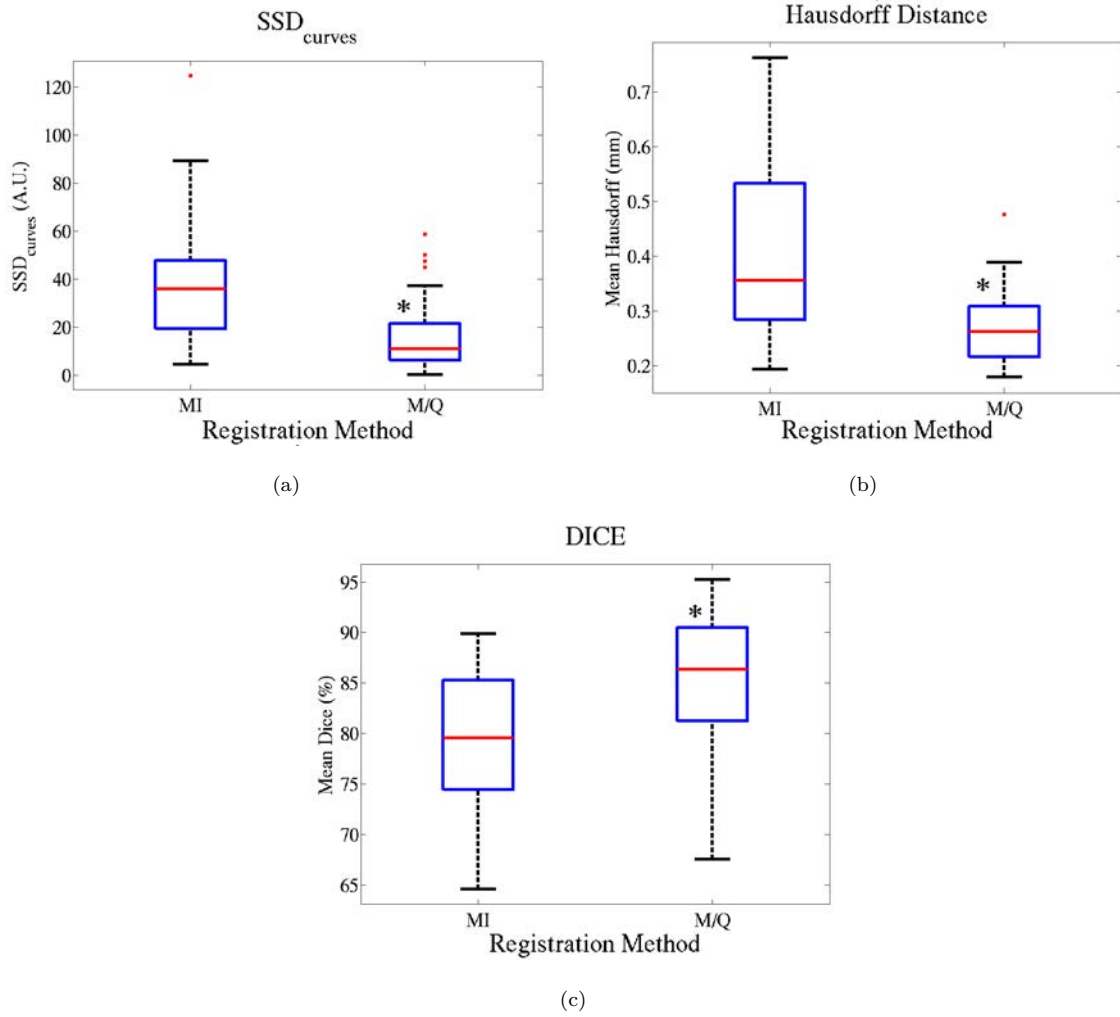 SSD curves
SSD curves (A.U.)
120
100
80
60
40
20
0
*
MI M/Q
Registration Method
(a)
Hausdorff Distance
Mean Hausdorff (mm)
0.7
0.6
0.5
0.4
0.3
0.2
*
MI M/Q
Registration Method
(b)
DICE
Mean Dice (%)
95
90
85
80
75
70
65
*
MI M/Q
Registration Method
(c)